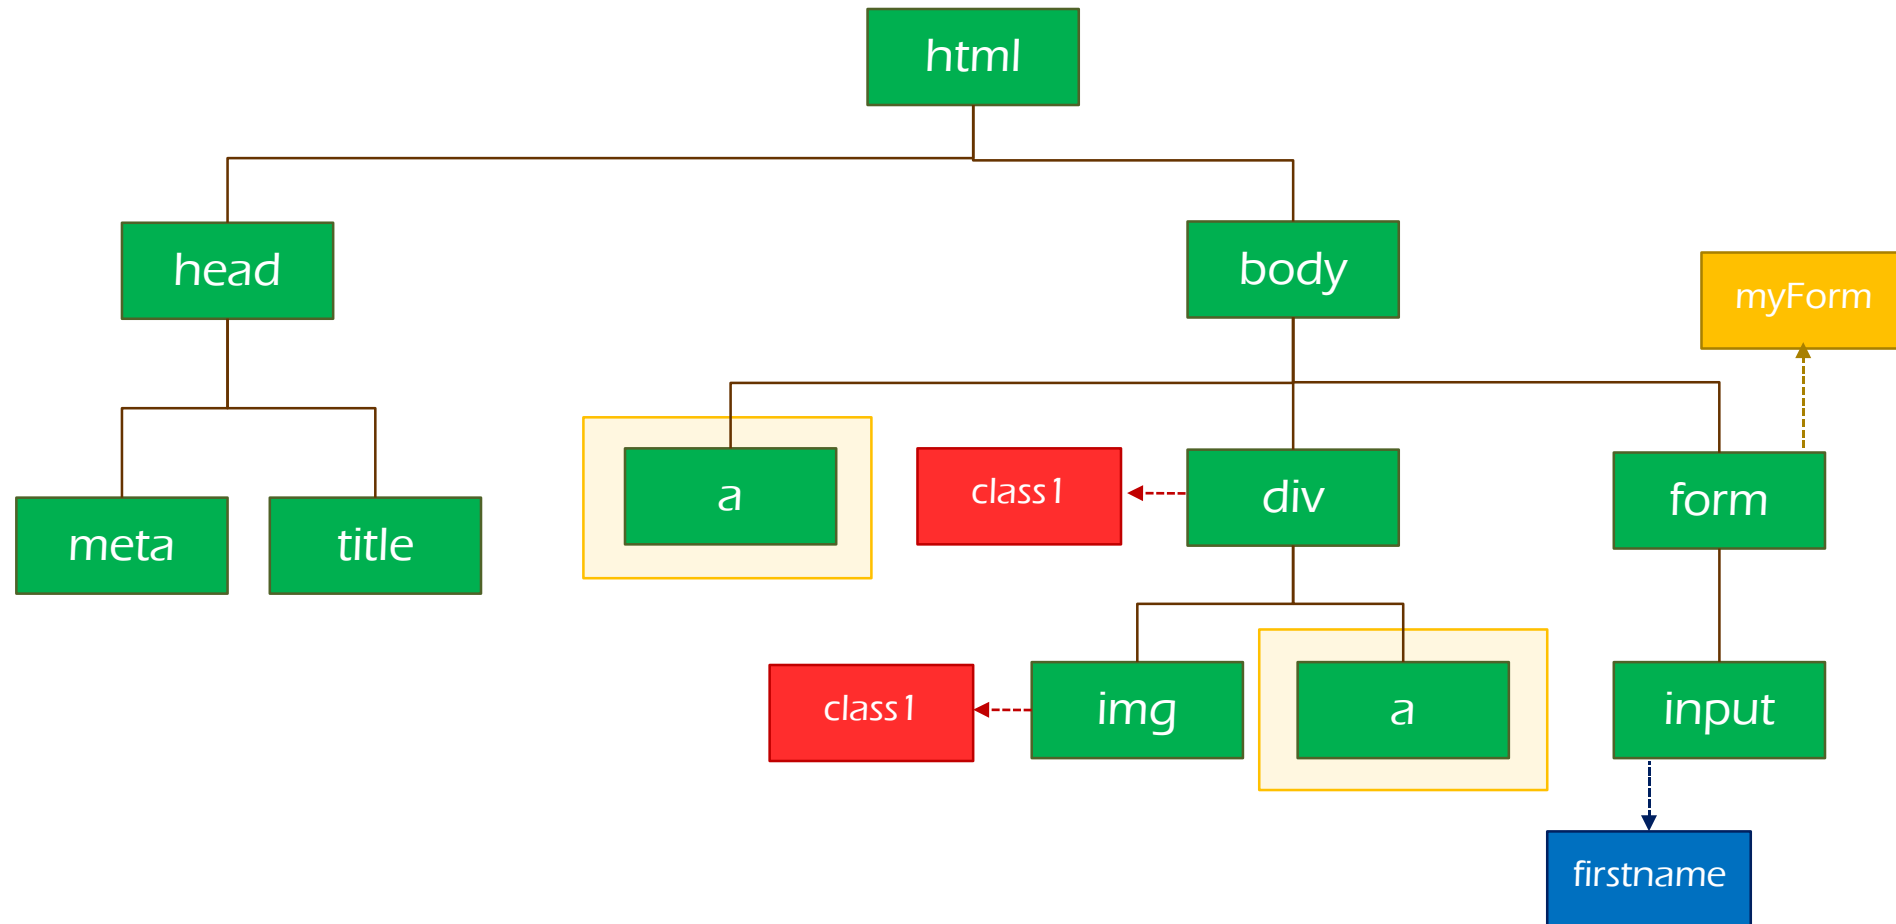 html
head
body
myForm
a
class1
div
form
meta
title
class1
img
a
input
firstname